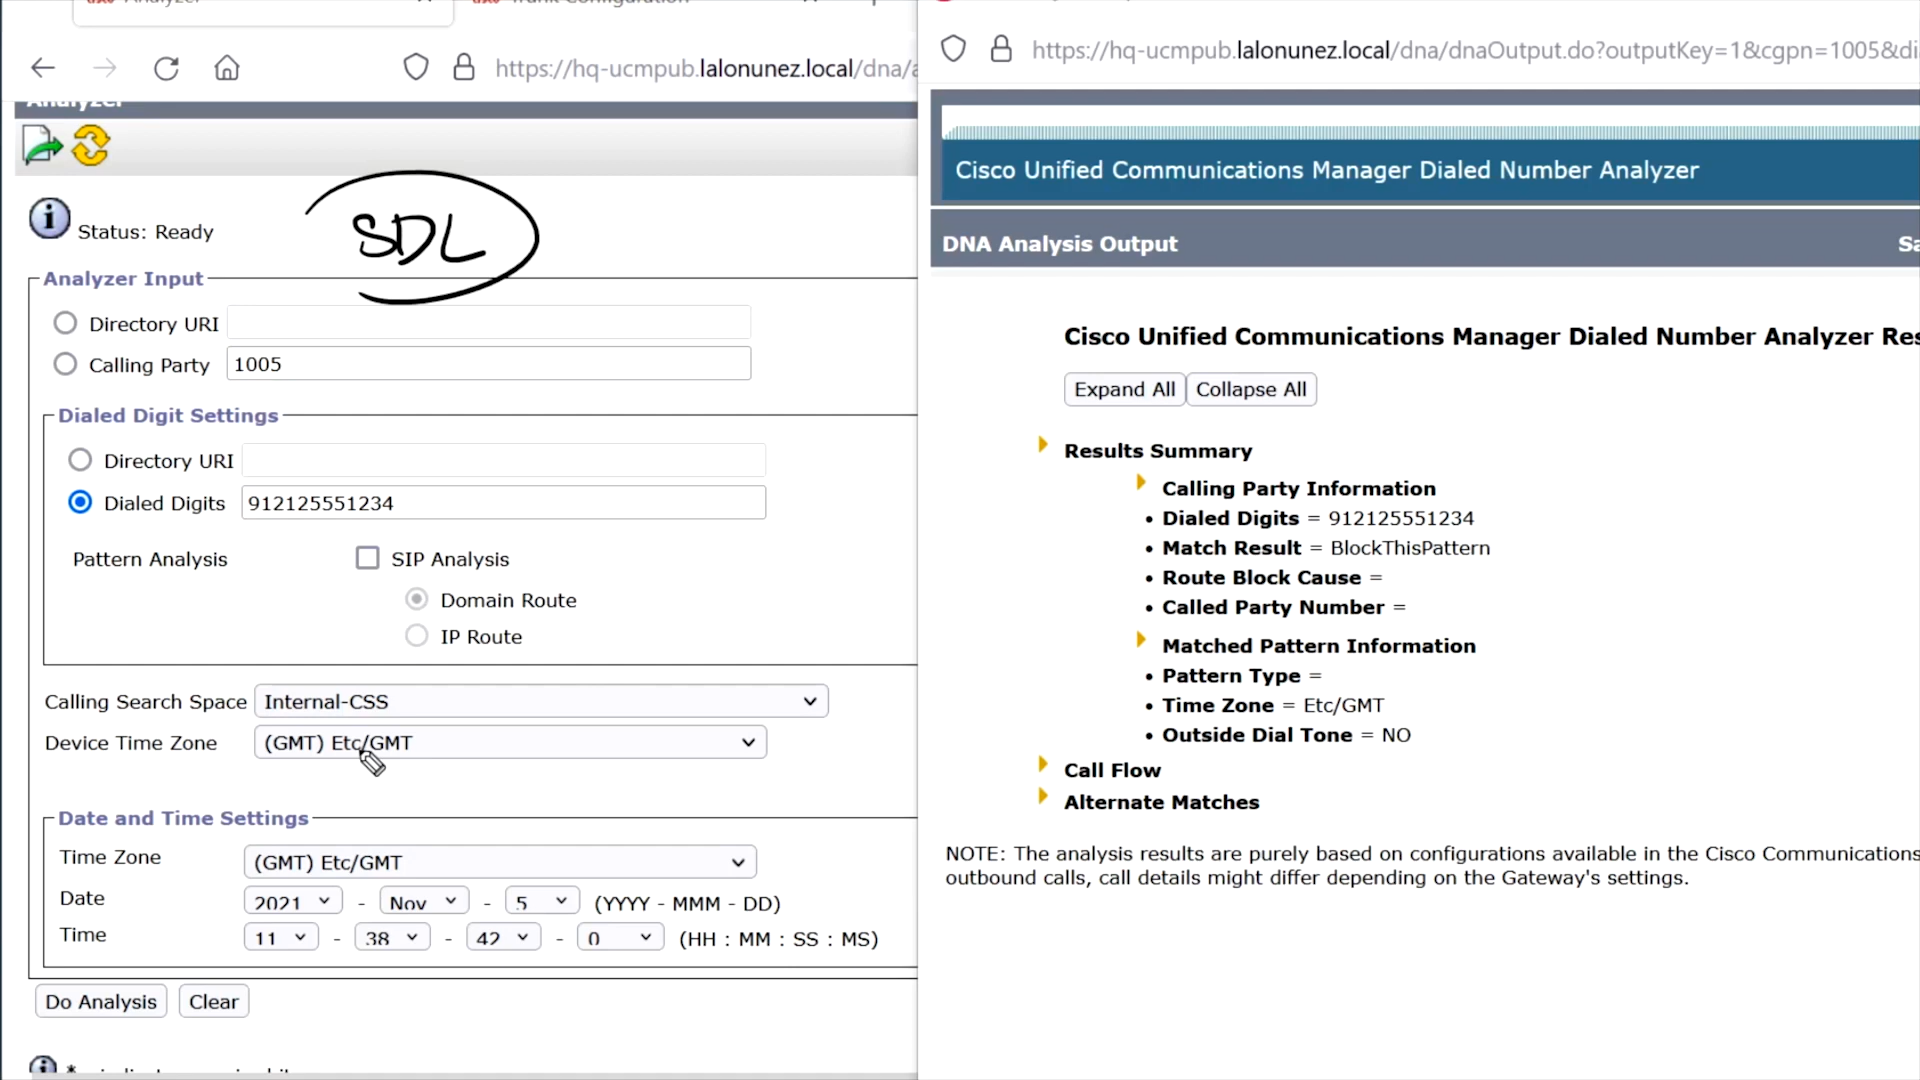 https://hq-ucmpub.lalonunez.local/dna/a
Analyzer
Status: Ready
SDL
Analyzer Input
Directory URI
Calling Party 1005
Dialed Digit Settings
Directory URI
Dialed Digits 912125551234
Pattern Analysis SIP Analysis
Domain Route
IP Route
Calling Search Space Internal-CSS
Device Time Zone (GMT) Etc/GMT
Date and Time Settings
Time Zone (GMT) Etc/GMT
Date 2021 - Nov - 5 (YYYY - MMM - DD)
Time 11 - 38 - 42 - 0 (HH : MM : SS : MS)
Do Analysis Clear
https://hq-ucmpub.lalonunez.local/dna/dnaOutput.do?outputKey=1&cgpn=1005&di
Cisco Unified Communications Manager Dialed Number Analyzer
DNA Analysis Output Sa
Cisco Unified Communications Manager Dialed Number Analyzer Res
Expand All Collapse All
Results Summary
Calling Party Information
• Dialed Digits = 912125551234
• Match Result = BlockThisPattern
• Route Block Cause =
• Called Party Number =
Matched Pattern Information
• Pattern Type =
• Time Zone = Etc/GMT
• Outside Dial Tone = NO
Call Flow
Alternate Matches
NOTE: The analysis results are purely based on configurations available in the Cisco Communications
outbound calls, call details might differ depending on the Gateway's settings.